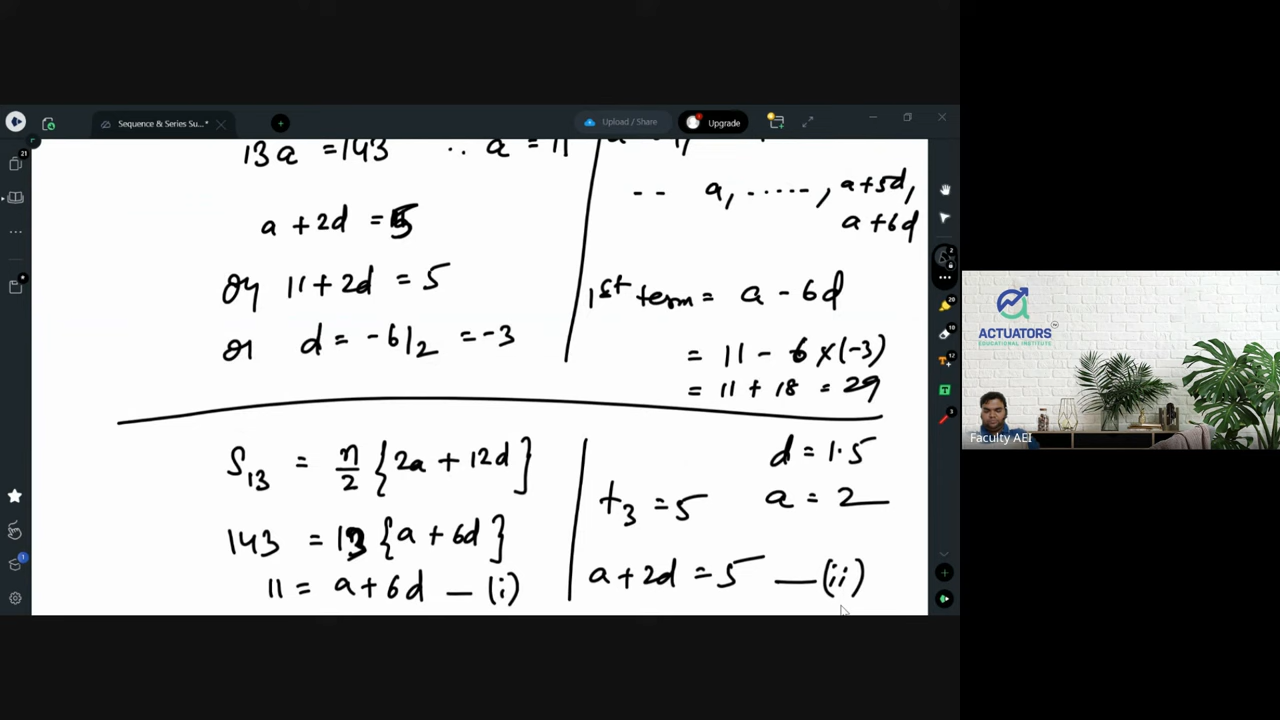 Sequence & Series Su...*
Upload / Share
Upgrade
13a = 143 ∴ a = 11
-- a, ......, a+5d,
a+6d
a + 2d = 5
or 11 + 2d = 5
or d = -6/2 = -3
1st term = a - 6d
= 11 - 6 × (-3)
= 11 + 18 = 29
S13 = n/2 {2a + 12d}
143 = 13 {a + 6d}
11 = a + 6d — (i)
d = 1.5
a = 2
t3 = 5
a + 2d = 5 — (ii)
ACTUATORS
EDUCATIONAL INSTITUTE
Faculty AEI